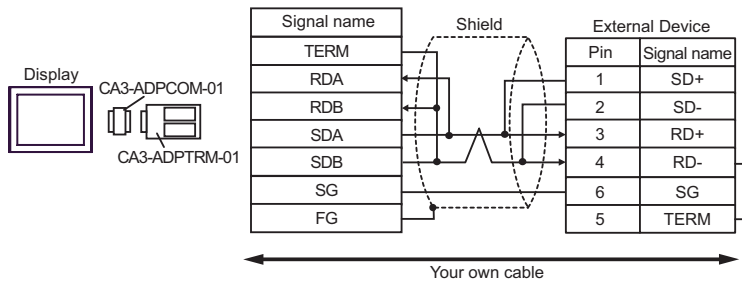 Display
CA3-ADPCOM-01
CA3-ADPTRM-01
Signal name
TERM
RDA
RDB
SDA
SDB
SG
FG
Shield
External Device
Pin Signal name
1 SD+
2 SD-
3 RD+
4 RD-
6 SG
5 TERM
Your own cable